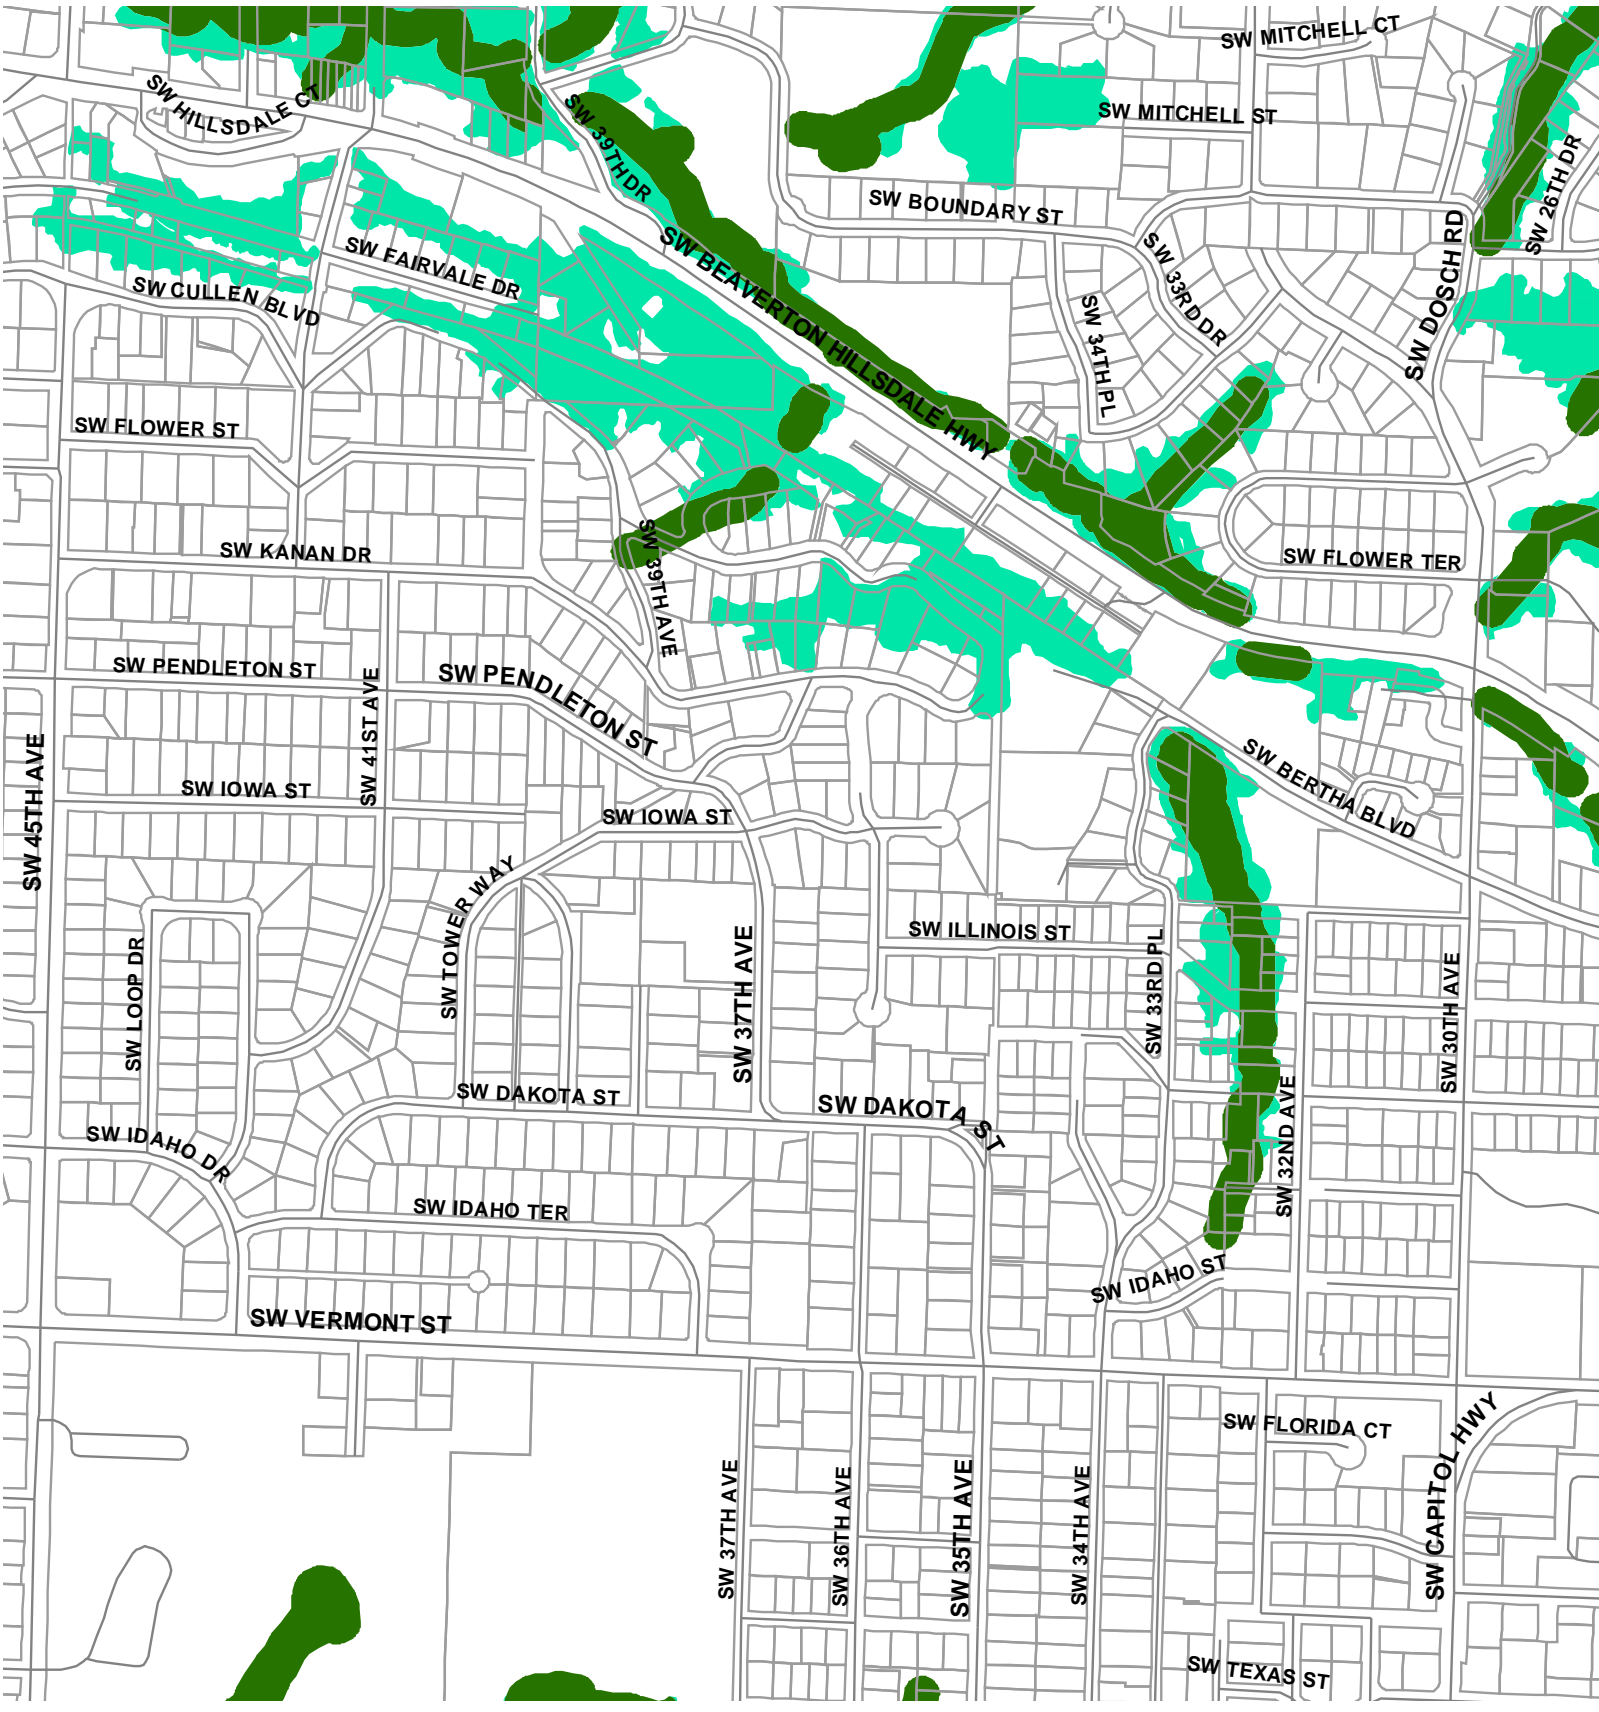 SW MITCHELL CT
SW HILLSDALE CT
SW MITCHELL ST
SW 39TH DR
SW 26TH DR
SW BOUNDARY ST
SW DOSCH RD
SW FAIRVALE DR
SW BEAVERTON HILLSDALE HWY
SW 33RD DR
SW CULLEN BLVD
SW 34TH PL
SW FLOWER ST
SW KANAN DR
SW 39TH AVE
SW FLOWER TER
SW PENDLETON ST
SW PENDLETON ST
SW 41ST AVE
SW 45TH AVE
SW IOWA ST
SW IOWA ST
SW BERTHA BLVD
SW TOWER WAY
SW LOOP DR
SW 37TH AVE
SW ILLINOIS ST
SW 33RD PL
SW 30TH AVE
SW DAKOTA ST
SW DAKOTA ST
SW 32ND AVE
SW IDAHO DR
SW IDAHO TER
SW IDAHO ST
SW VERMONT ST
SW FLORIDA CT
SW CAPITOL HWY
SW 37TH AVE
SW 36TH AVE
SW 35TH AVE
SW 34TH AVE
SW TEXAS ST